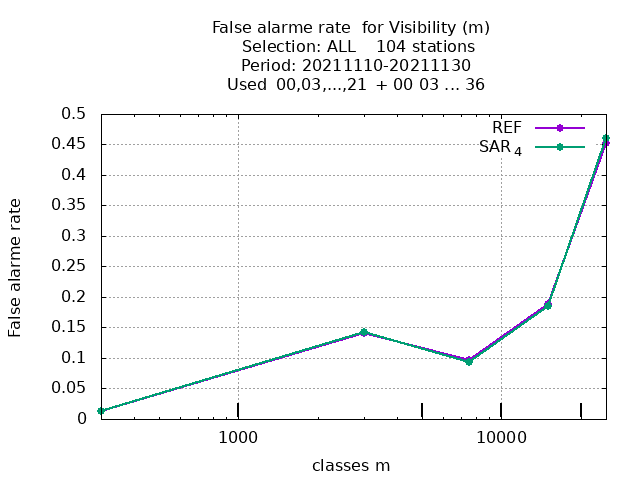 False alarme rate  for Visibility (m)
Selection: ALL    104 stations
Period: 20211110-20211130
Used  00,03,...,21  + 00 03 ... 36
REF
SAR 4
0.5
0.45
0.4
0.35
0.3
0.25
0.2
0.15
0.1
0.05
0
False alarme rate
1000
10000
classes m